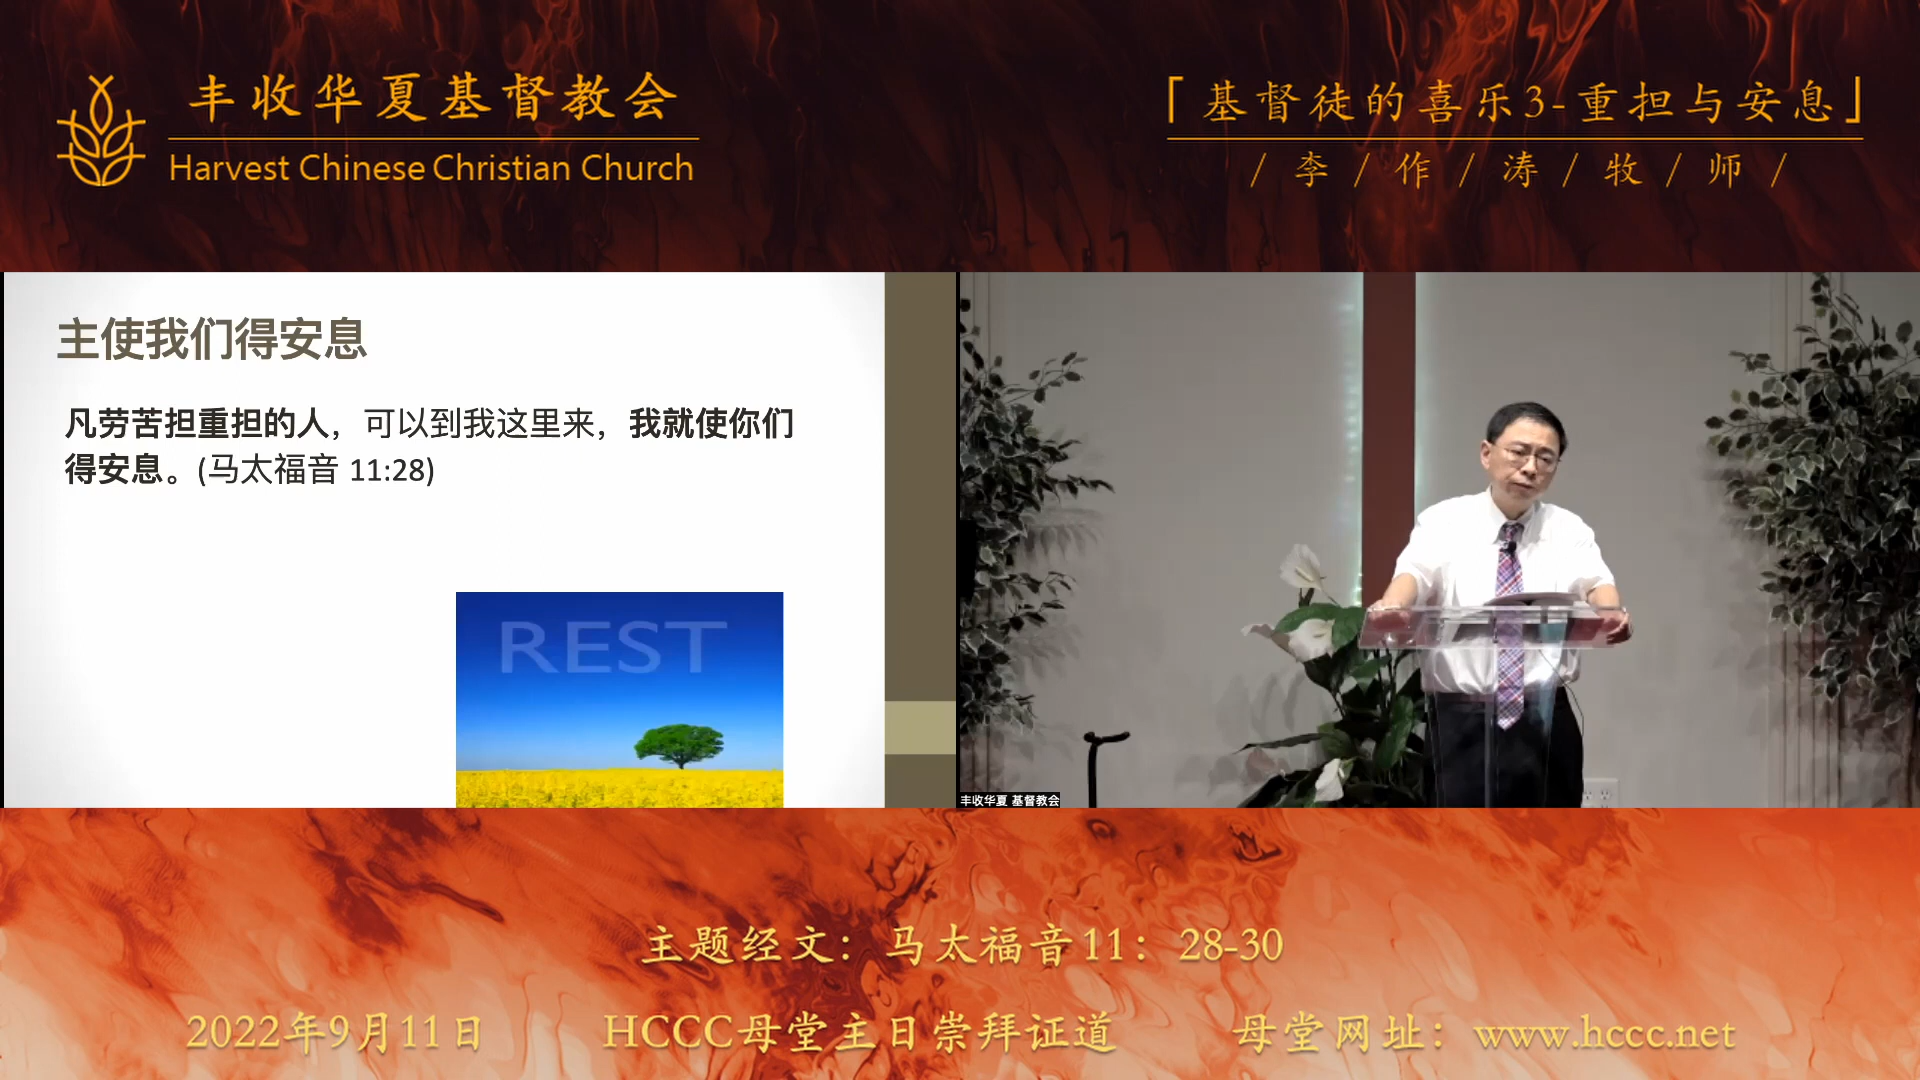 丰收华夏基督教会
Harvest Chinese Christian Church
「基督徒的喜乐3-重担与安息」
/ 李 / 作 / 涛 / 牧 / 师 /
主使我们得安息
凡劳苦担重担的人，可以到我这里来，我就使你们
得安息。(马太福音 11:28)
REST
丰收华夏 基督教会
主题经文：马太福音11：28-30
2022年9月11日 HCCC母堂主日崇拜证道 母堂网址：www.hccc.net